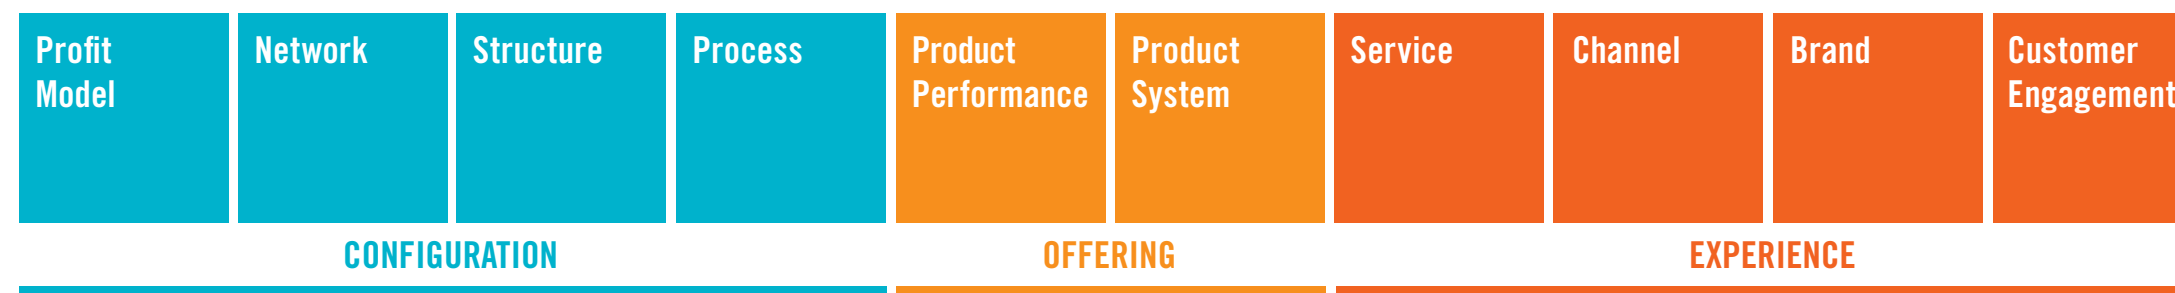 Profit
Model
Network
Structure
Process
Product
Performance
Product
System
Service
Channel
Brand
Customer
Engagement
CONFIGURATION
OFFERING
EXPERIENCE